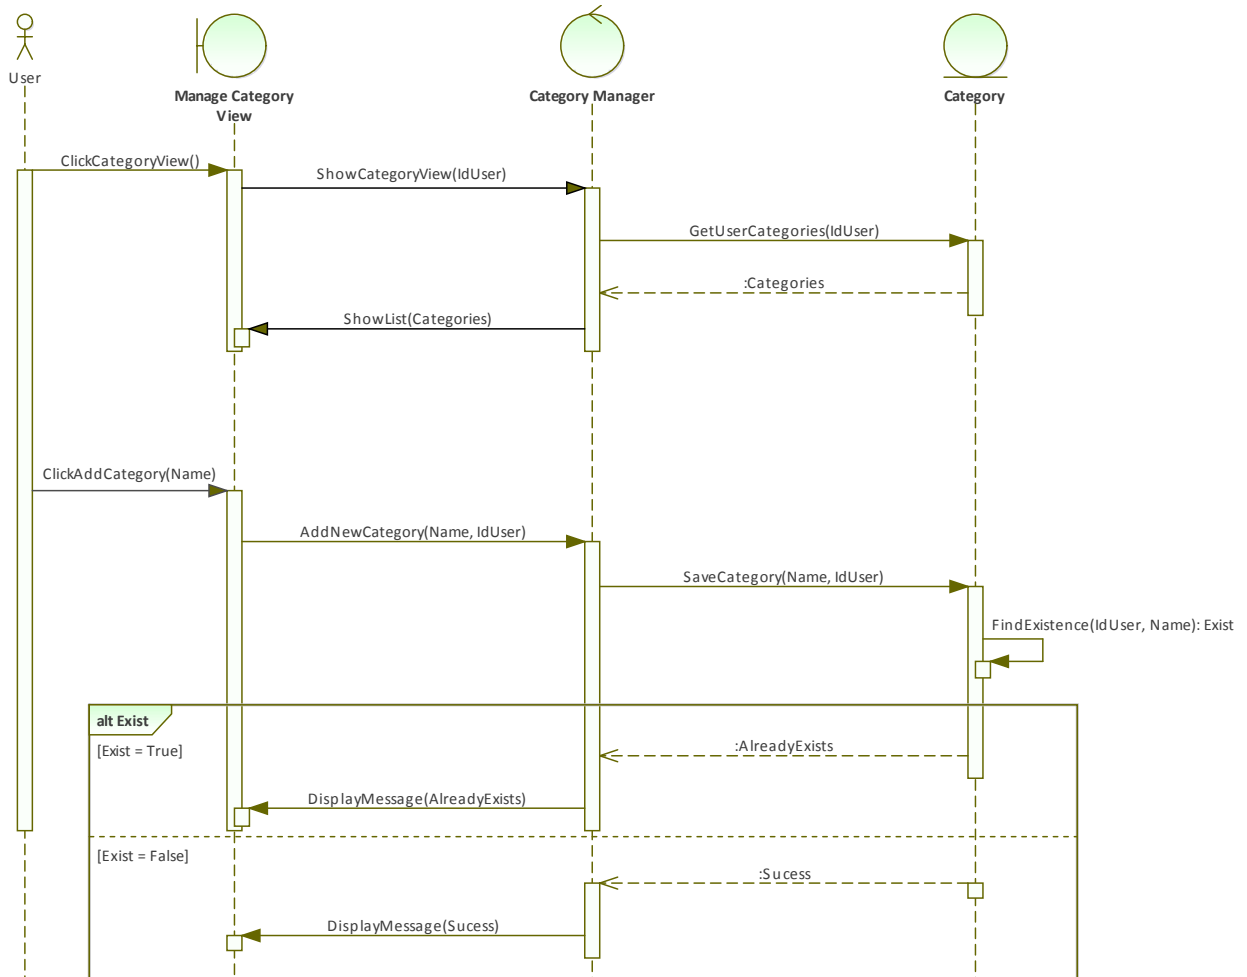 User
Manage Category
View
Category Manager
Category
ClickCategoryView()
ShowCategoryView(IdUser)
GetUserCategories(IdUser)
:Categories
ShowList(Categories)
ClickAddCategory(Name)
AddNewCategory(Name, IdUser)
SaveCategory(Name, IdUser)
FindExistence(IdUser, Name): Exist
alt Exist
[Exist = True]
:AlreadyExists
DisplayMessage(AlreadyExists)
[Exist = False]
:Sucess
DisplayMessage(Sucess)